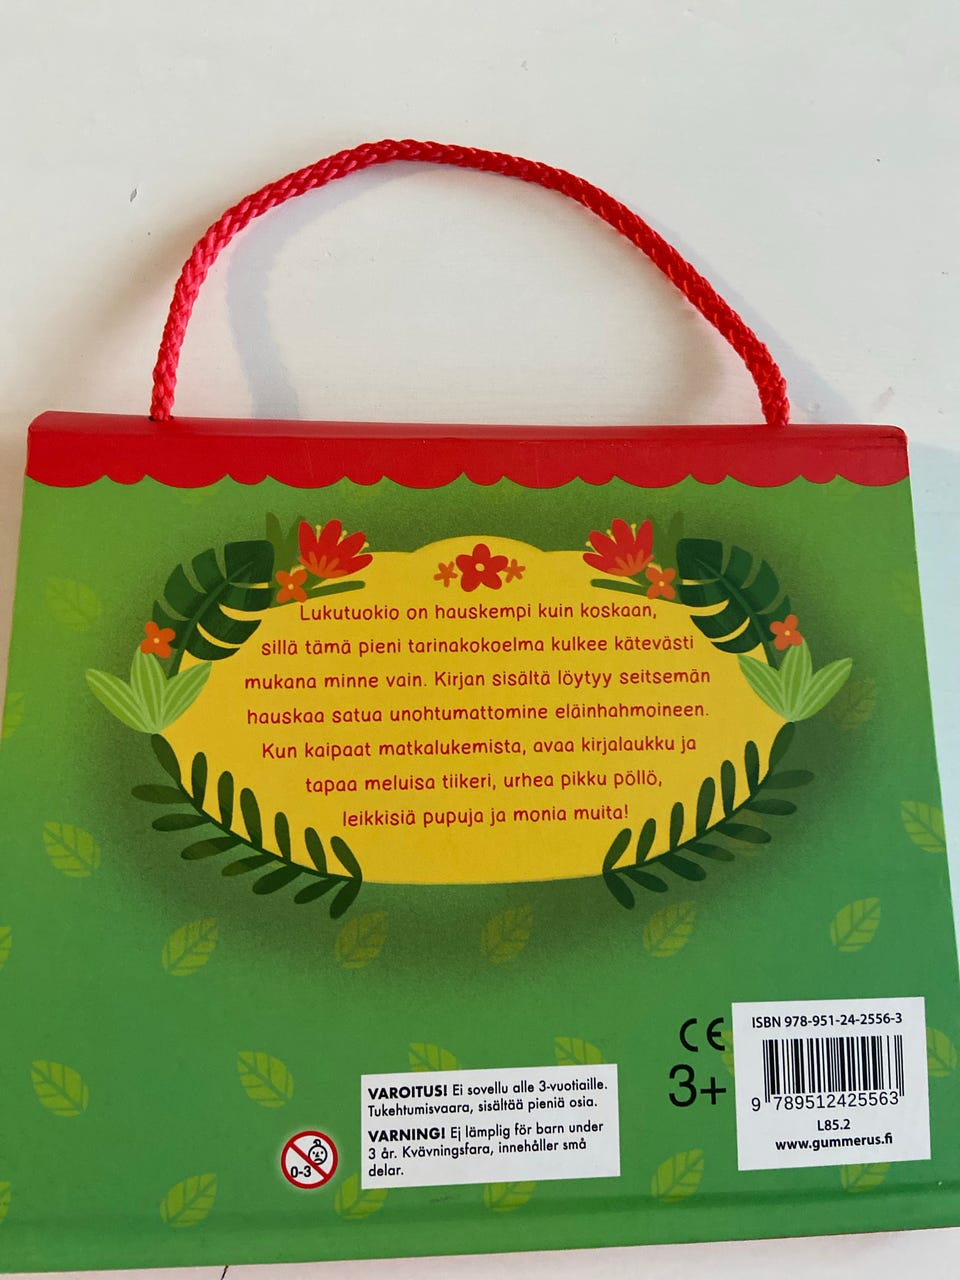 Lukutuokio on hauskempi kuin koskaan,
sillä tämä pieni tarinakokoelma kulkee kätevästi
mukana minne vain. Kirjan sisältä löytyy seitsemän
hauskaa satua unohtumattomine eläinhahmoineen.
Kun kaipaat matkalukemista, avaa kirjalaukku ja
tapaa meluisa tiikeri, urhea pikku pöllö,
leikkisiä pupuja ja monia muita!
CE
3+
ISBN 978-951-24-2556-3
9 789512 425563
L85.2
www.gummerus.fi
VAROITUS! Ei sovellu alle 3-vuotiaille.
Tukehtumisvaara, sisältää pieniä osia.
VARNING! Ej lämplig för barn under
3 år. Kvävningsfara, innehåller små
delar.
0-3